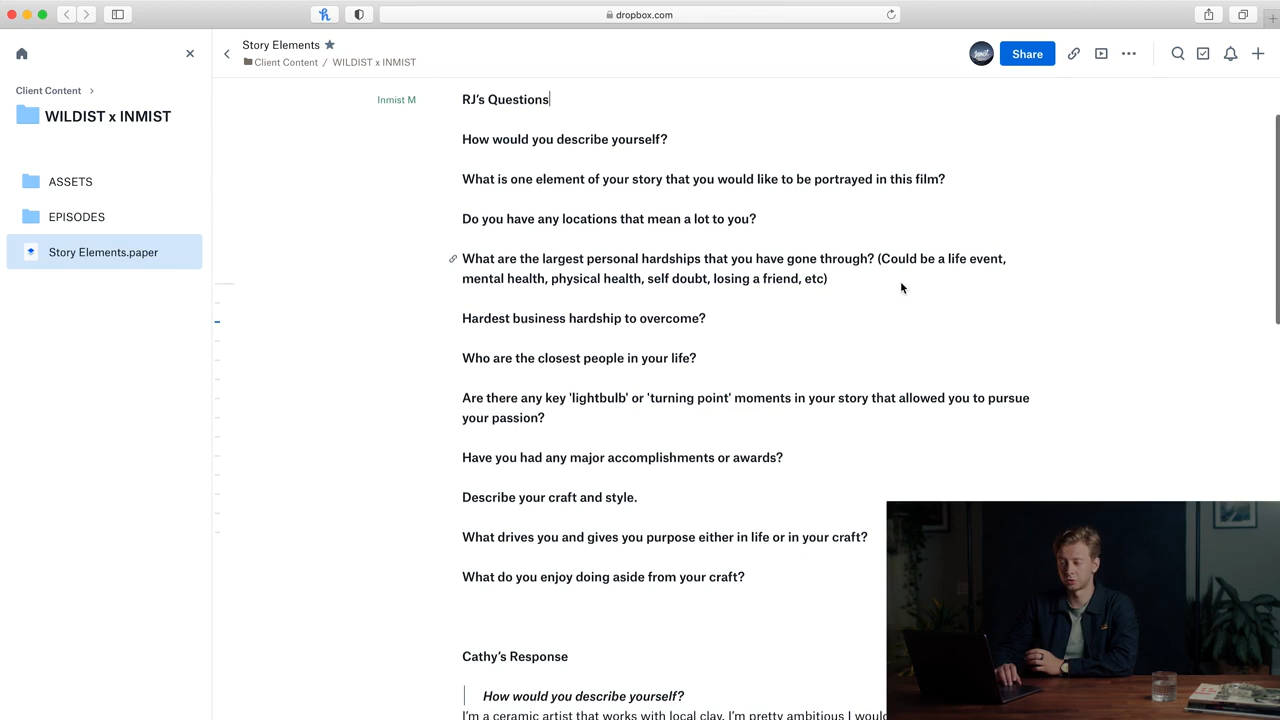 dropbox.com
Story Elements
Client Content / WILDIST x INMIST
Share
Client Content
WILDIST x INMIST
ASSETS
EPISODES
Story Elements.paper
Inmist M
RJ's Questions
How would you describe yourself?
What is one element of your story that you would like to be portrayed in this film?
Do you have any locations that mean a lot to you?
What are the largest personal hardships that you have gone through? (Could be a life event,
mental health, physical health, self doubt, losing a friend, etc)
Hardest business hardship to overcome?
Who are the closest people in your life?
Are there any key 'lightbulb' or 'turning point' moments in your story that allowed you to pursue
your passion?
Have you had any major accomplishments or awards?
Describe your craft and style.
What drives you and gives you purpose either in life or in your craft?
What do you enjoy doing aside from your craft?
Cathy's Response
How would you describe yourself?
I'm a ceramic artist that works with local clay. I'm pretty ambitious I would